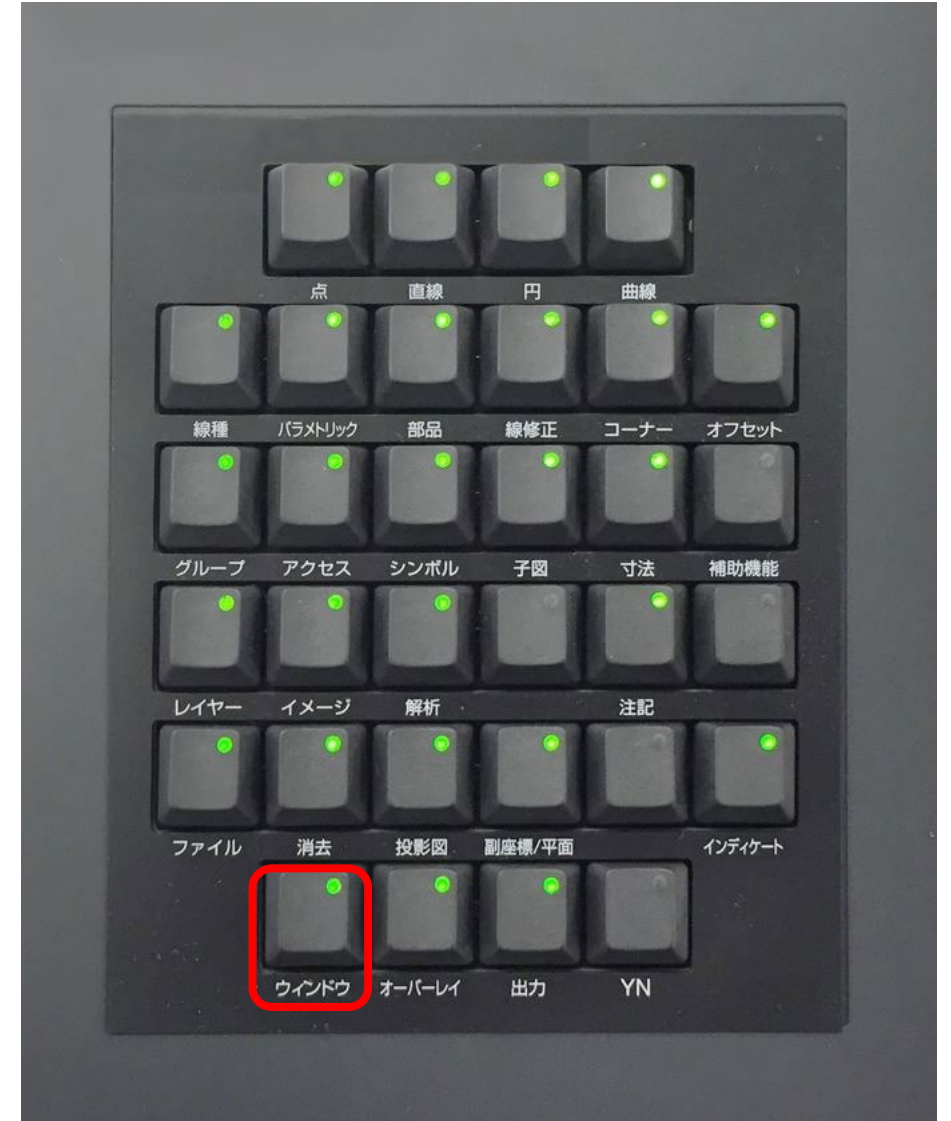 点 直線 円 曲線
線種 パラメトリック 部品 線修正 コーナー オフセット
グループ アクセス シンボル 子図 寸法 補助機能
レイヤー イメージ 解析 注記
ファイル 消去 投影図 副座標/平面 インディケート
ウィンドウ オーバーレイ 出力 YN